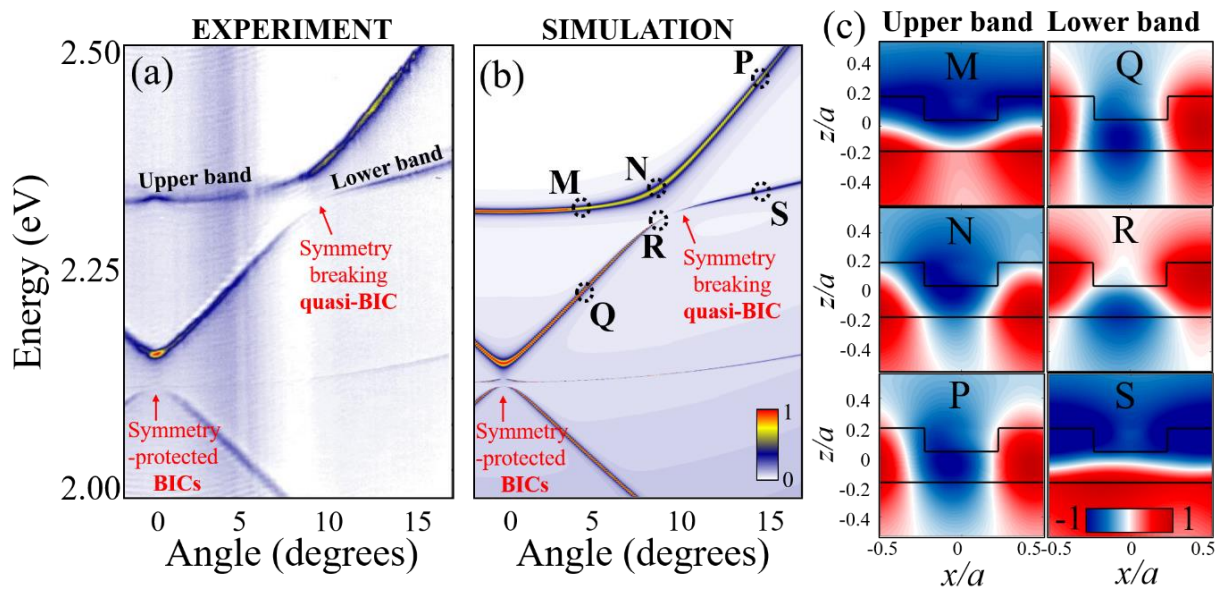 EXPERIMENT
(a)
2.50
2.25
2.00
Energy (eV)
Upper band
Lower band
Symmetry
breaking
quasi-BIC
Symmetry
-protected
BICs
0
5
10
15
Angle (degrees)
SIMULATION
(b)
P
M
N
S
R
Q
Symmetry
breaking
quasi-BIC
Symmetry
-protected
BICs
1
0
0
5
10
15
Angle (degrees)
(c)
Upper band
Lower band
M
Q
z/a
0.4
0.2
0
-0.2
-0.4
N
R
z/a
0.4
0.2
0
-0.2
-0.4
P
S
z/a
0.4
0.2
0
-0.2
-0.4
-1
1
-0.5
0
0.5
-0.5
0
0.5
x/a
x/a